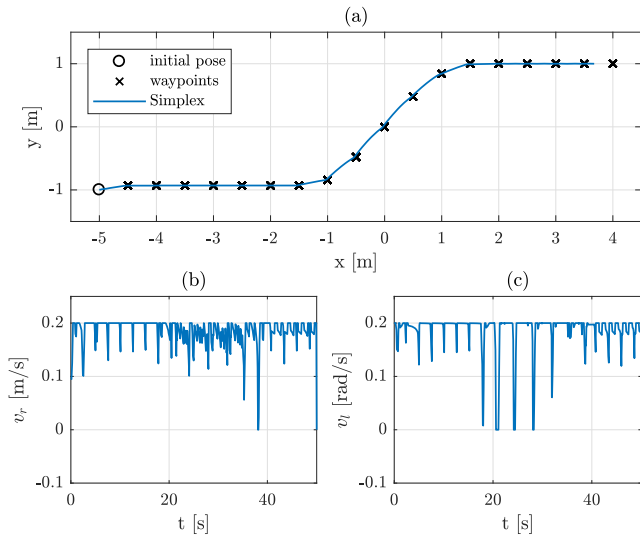 (a)
initial pose
waypoints
Simplex
y [m]
1
0
-1
-5 -4 -3 -2 -1 0 1 2 3 4
x [m]
(b)
v_r [m/s]
0.2
0.1
0
-0.1
0 20 40
t [s]
(c)
v_l [rad/s]
0.2
0.1
0
-0.1
0 20 40
t [s]